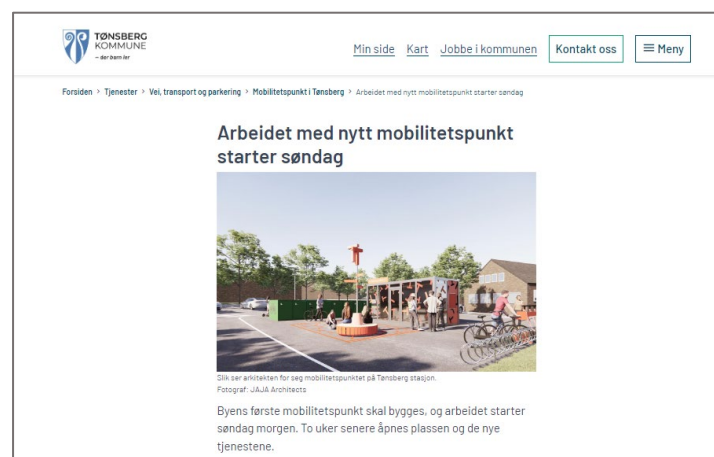 TØNSBERG
KOMMUNE
– der barn ler
Min side Kart Jobbe i kommunen Kontakt oss Meny
Forsiden > Tjenester > Vei, transport og parkering > Mobilitetspunkt i Tønsberg > Arbeidet med nytt mobilitetspunkt starter søndag
Arbeidet med nytt mobilitetspunkt
starter søndag
Slik ser arkitekten for seg mobilitetspunktet på Tønsberg stasjon.
Fotograf: JAJA Architects
Byens første mobilitetspunkt skal bygges, og arbeidet starter
søndag morgen. To uker senere åpnes plassen og de nye
tjenestene.